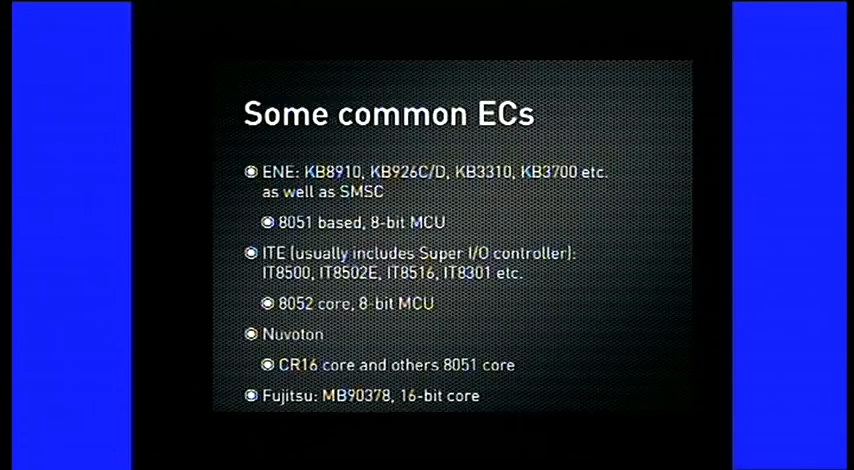 Some common ECs
ENE: KB8910, KB926C/D, KB3310, KB3700 etc.
as well as SMSC
8051 based, 8-bit MCU
ITE (usually includes Super I/O controller):
IT8500, IT8502E, IT8516, IT8301 etc.
8052 core, 8-bit MCU
Nuvoton
CR16 core and others 8051 core
Fujitsu: MB90378, 16-bit core